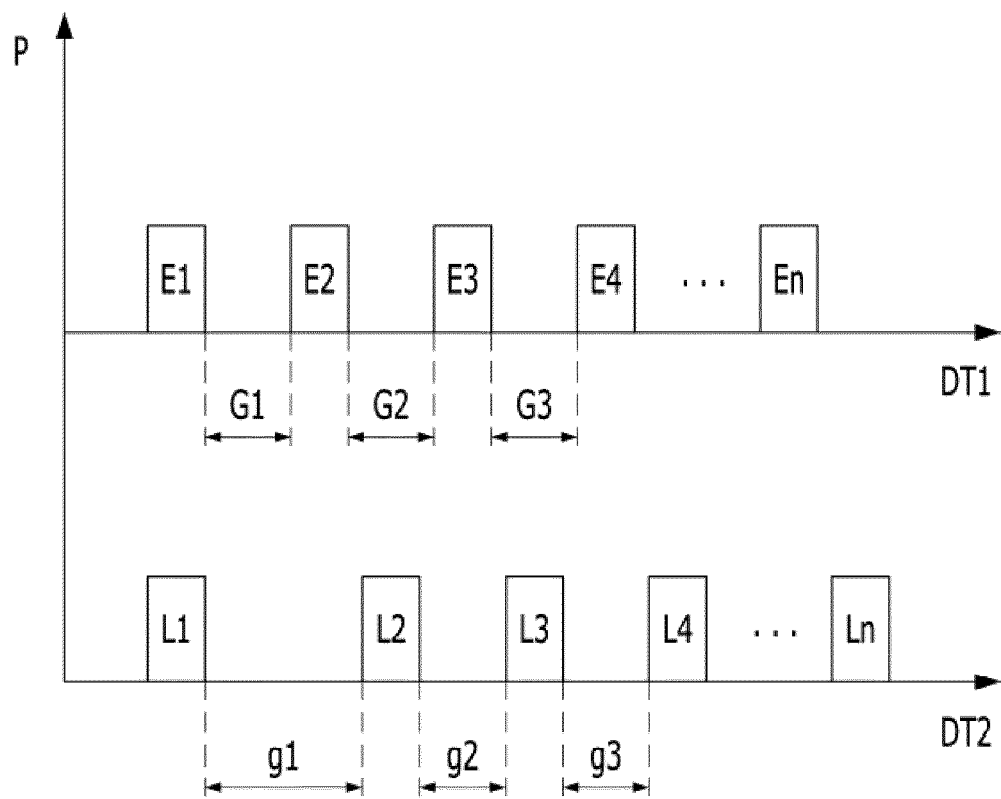 P
E1 E2 E3 E4 ... En
DT1
G1 G2 G3
L1 L2 L3 L4 ... Ln
DT2
g1 g2 g3